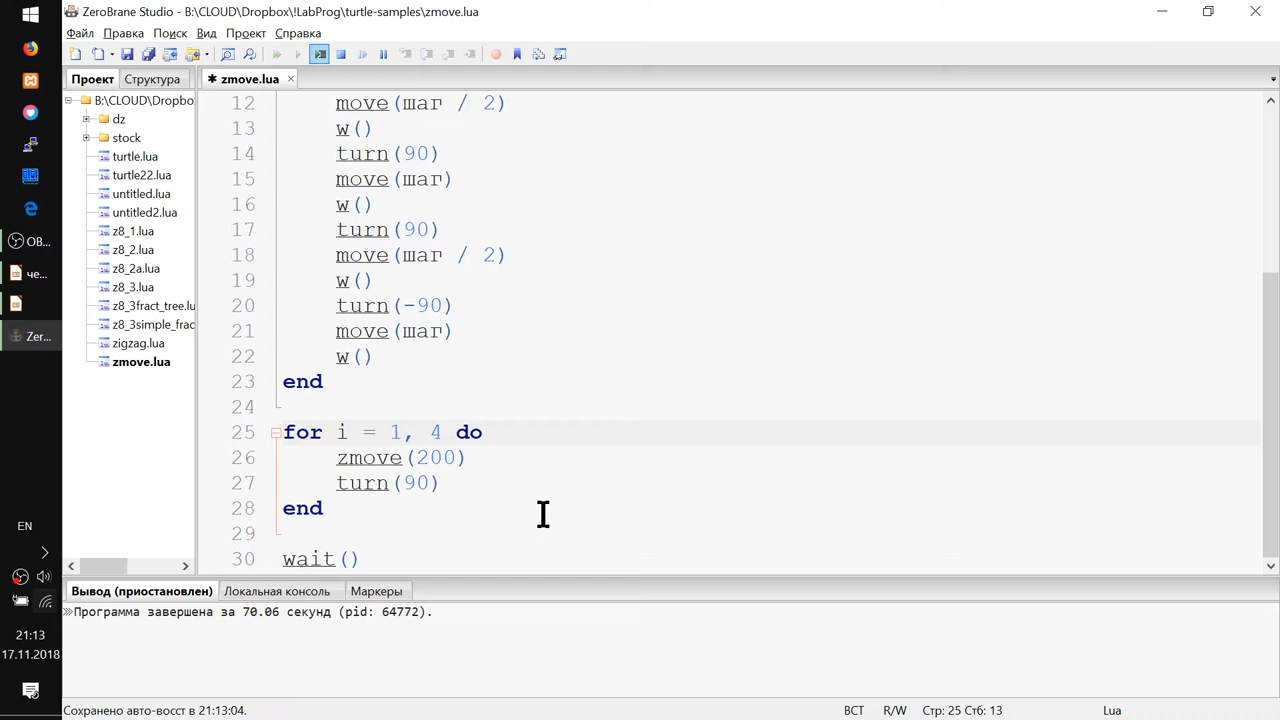 ZeroBrane Studio - B:\CLOUD\Dropbox\!LabProg\turtle-samples\zmove.lua
Файл Правка Поиск Вид Проект Справка
Проект Структура
B:\CLOUD\Dropbo
dz
stock
turtle.lua
turtle22.lua
untitled.lua
untitled2.lua
z8_1.lua
z8_2.lua
z8_2a.lua
z8_3.lua
z8_3fract_tree.lu
z8_3simple_frac
zigzag.lua
zmove.lua
✱ zmove.lua
12 move(шаг / 2)
13 w()
14 turn(90)
15 move(шаг)
16 w()
17 turn(90)
18 move(шаг / 2)
19 w()
20 turn(-90)
21 move(шаг)
22 w()
23 end
24
25 for i = 1, 4 do
26 zmove(200)
27 turn(90)
28 end
29
30 wait()
Вывод (приостановлен) Локальная консоль Маркеры
Программа завершена за 70.06 секунд (pid: 64772).
Сохранено авто-восст в 21:13:04.
ВСТ R/W Стр: 25 Стб: 13 Lua
OB...
че...
Zer...
EN
21:13
17.11.2018